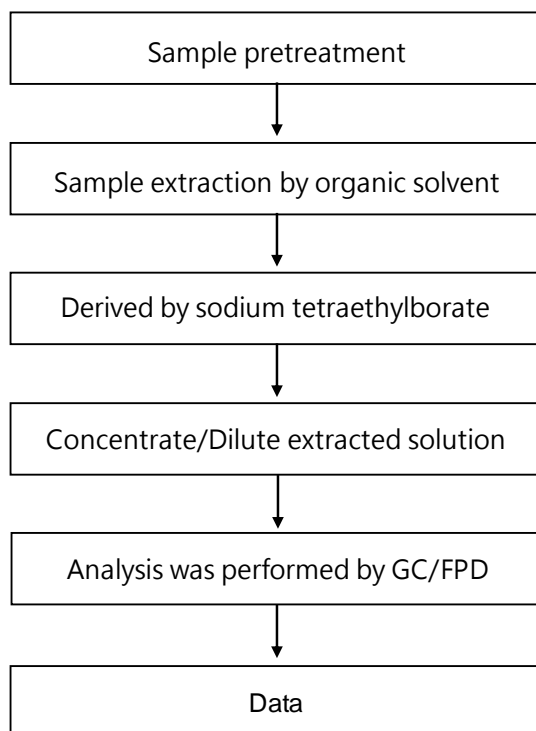 Sample pretreatment
Sample extraction by organic solvent
Derived by sodium tetraethylborate
Concentrate/Dilute extracted solution
Analysis was performed by GC/FPD
Data